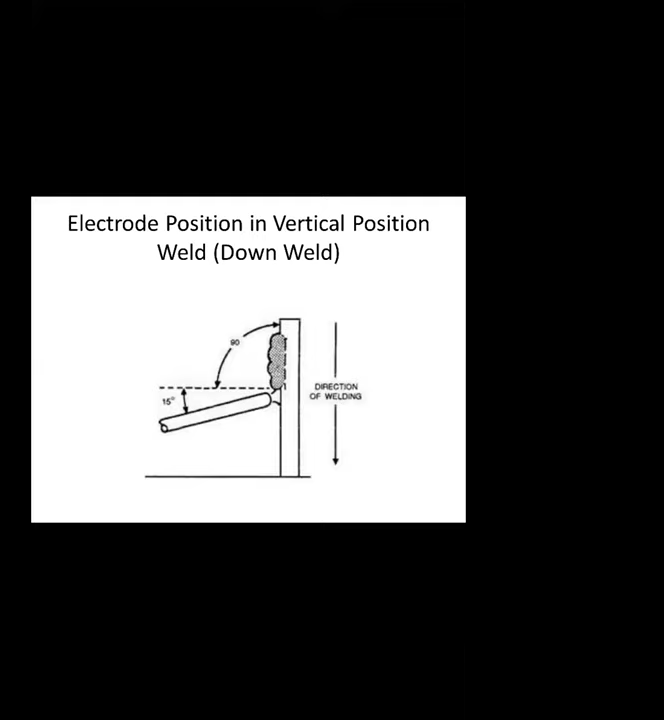 Electrode Position in Vertical Position
Weld (Down Weld)
90
15°
DIRECTION
OF WELDING